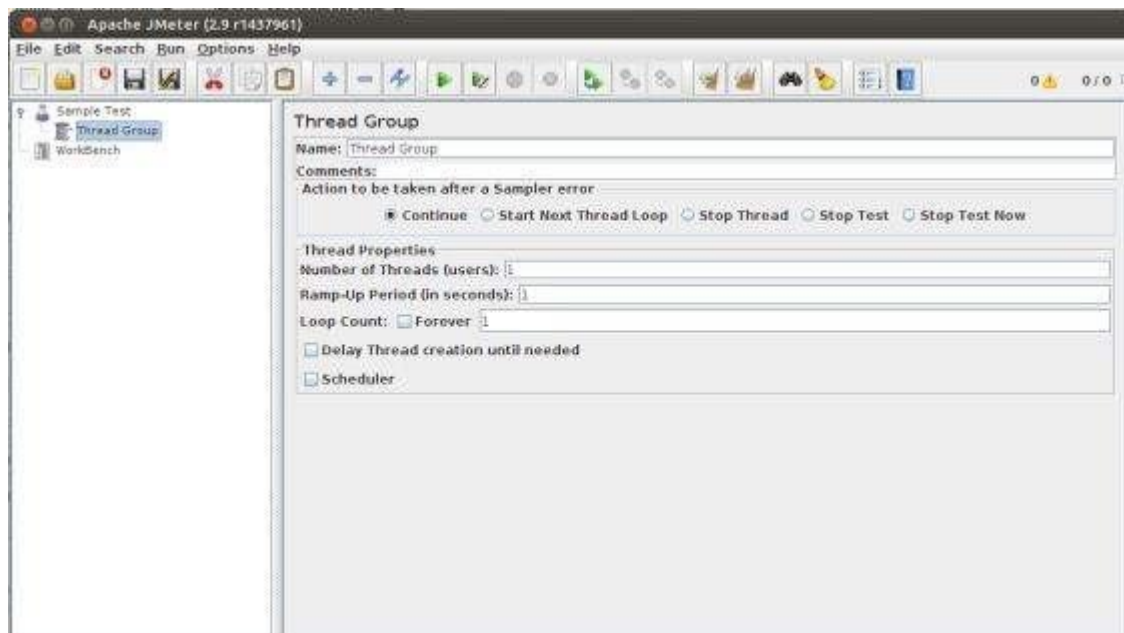 Apache JMeter (2.9 r1437961)
File Edit Search Run Options Help
0 0 / 0
Sample Test
Thread Group
WorkBench
Thread Group
Name: Thread Group
Comments:
Action to be taken after a Sampler error
Continue Start Next Thread Loop Stop Thread Stop Test Stop Test Now
Thread Properties
Number of Threads (users): 1
Ramp-Up Period (in seconds): 1
Loop Count: Forever 1
Delay Thread creation until needed
Scheduler